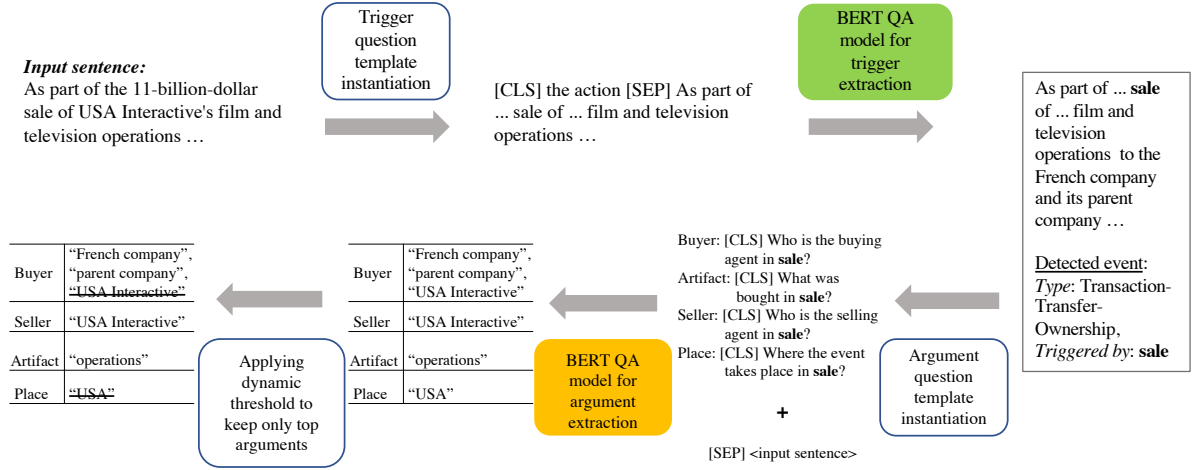 Input sentence:
As part of the 11-billion-dollar
sale of USA Interactive's film and
television operations …
Trigger
question
template
instantiation
[CLS] the action [SEP] As part of
... sale of ... film and television
operations …
BERT QA
model for
trigger
extraction
As part of ... sale
of ... film and
television
operations to the
French company
and its parent
company …
Detected event:
Type: Transaction-
Transfer-
Ownership,
Triggered by: sale
Argument
question
template
instantiation
Buyer: [CLS] Who is the buying
agent in sale?
Artifact: [CLS] What was
bought in sale?
Seller: [CLS] Who is the selling
agent in sale?
Place: [CLS] Where the event
takes place in sale?
+
[SEP] <input sentence>
BERT QA
model for
argument
extraction
Buyer
“French company”,
“parent company”,
“USA Interactive”
Seller
“USA Interactive”
Artifact
“operations”
Place
“USA”
Applying
dynamic
threshold to
keep only top
arguments
Buyer
“French company”,
“parent company”,
“USA Interactive”
Seller
“USA Interactive”
Artifact
“operations”
Place
“USA”